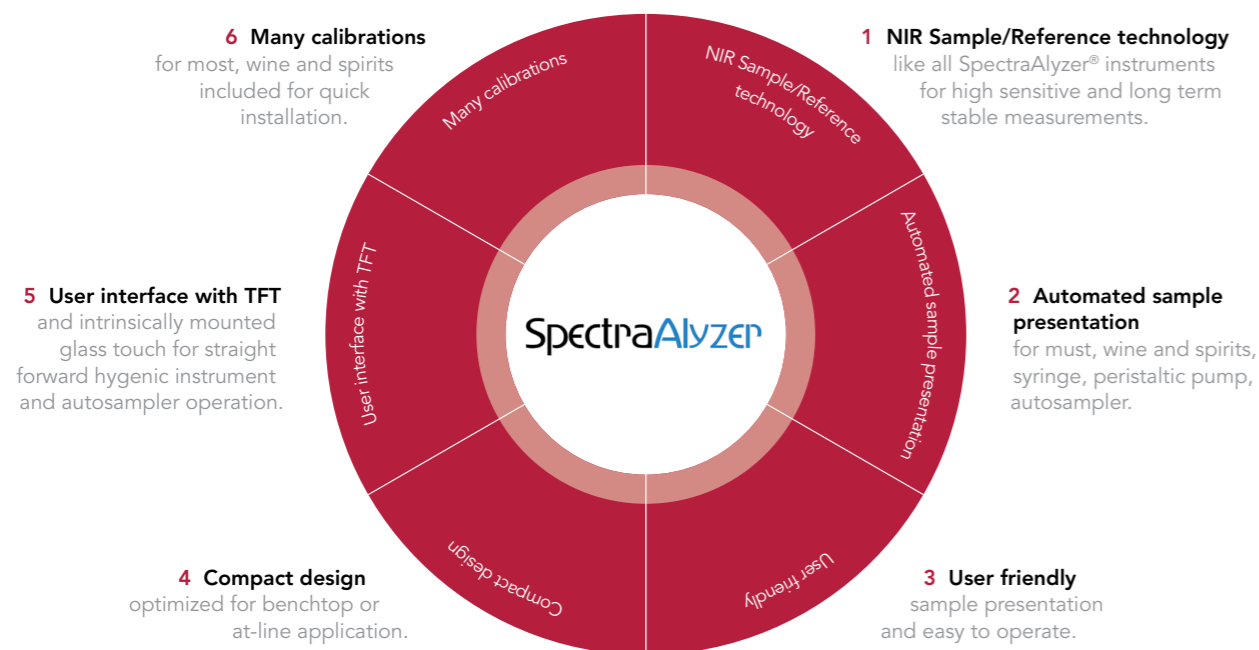 6 Many calibrations
for most, wine and spirits
included for quick
installation.
1 NIR Sample/Reference technology
like all SpectraAlyzer® instruments
for high sensitive and long term
stable measurements.
Many calibrations
NIR Sample/Reference
technology
5 User interface with TFT
and intrinsically mounted
glass touch for straight
forward hygenic instrument
and autosampler operation.
User interface with TFT
SpectraAlyzer
Automated sample presentation
2 Automated sample
presentation
for must, wine and spirits,
syringe, peristaltic pump,
autosampler.
4 Compact design
optimized for benchtop or
at-line application.
Compact design
User friendly
3 User friendly
sample presentation
and easy to operate.